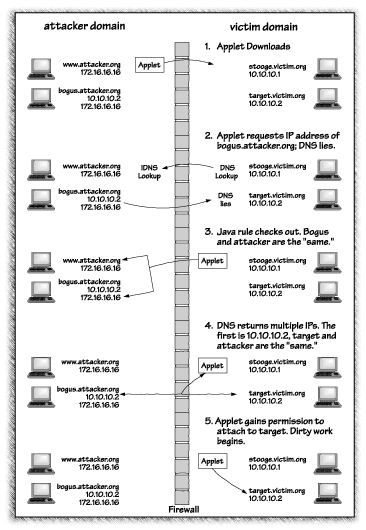 attacker domain
victim domain
1. Applet Downloads
www.attacker.org
172.16.16.16
Applet
stooge.victim.org
10.10.10.1
bogus.attacker.org
10.10.10.2
172.16.16.16
target.victim.org
10.10.10.2
2. Applet requests IP address of
bogus.attacker.org; DNS lies.
www.attacker.org
172.16.16.16
IDNS
Lookup
DNS
Lookup
stooge.victim.org
10.10.10.1
bogus.attacker.org
10.10.10.2
172.16.16.16
DNS
lies
target.victim.org
10.10.10.2
3. Java rule checks out. Bogus
and attacker are the "same."
www.attacker.org
172.16.16.16
Applet
stooge.victim.org
10.10.10.1
bogus.attacker.org
10.10.10.2
172.16.16.16
target.victim.org
10.10.10.2
4. DNS returns multiple IPs. The
first is 10.10.10.2, target and
attacker are the "same."
www.attacker.org
172.16.16.16
Applet
stooge.victim.org
10.10.10.1
bogus.attacker.org
10.10.10.2
172.16.16.16
target.victim.org
10.10.10.2
5. Applet gains permission to
attach to target. Dirty work
begins.
www.attacker.org
172.16.16.16
Applet
stooge.victim.org
10.10.10.1
bogus.attacker.org
10.10.10.2
172.16.16.16
target.victim.org
10.10.10.2
Firewall